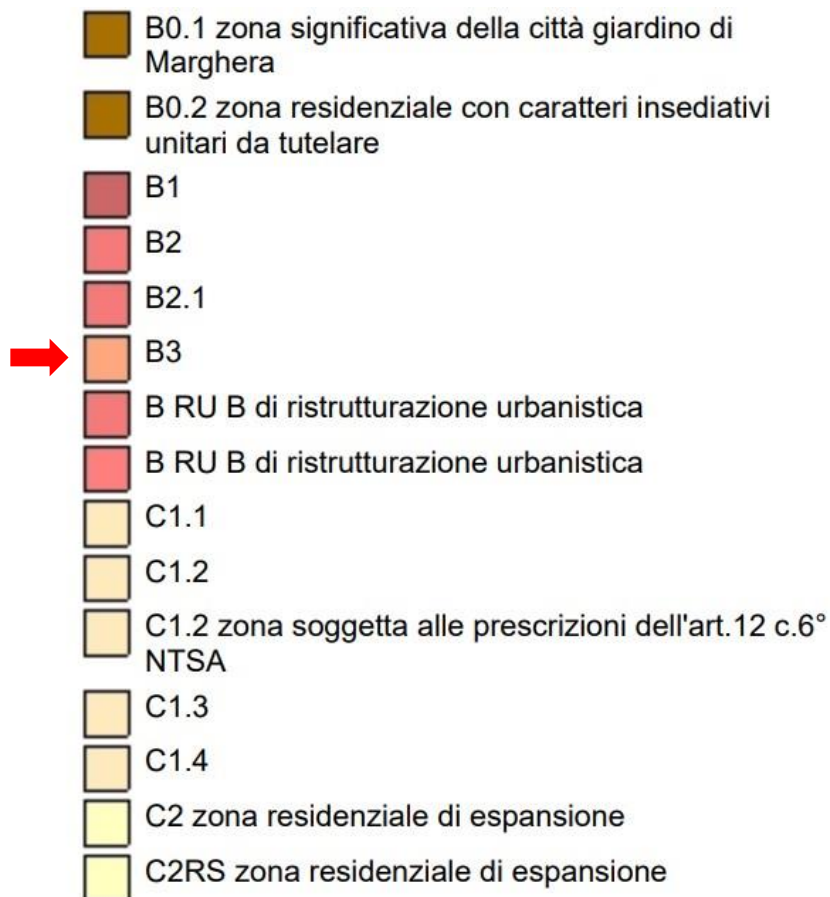 B0.1 zona significativa della città giardino di
Marghera
B0.2 zona residenziale con caratteri insediativi
unitari da tutelare
B1
B2
B2.1
B3
B RU B di ristrutturazione urbanistica
B RU B di ristrutturazione urbanistica
C1.1
C1.2
C1.2 zona soggetta alle prescrizioni dell'art.12 c.6°
NTSA
C1.3
C1.4
C2 zona residenziale di espansione
C2RS zona residenziale di espansione